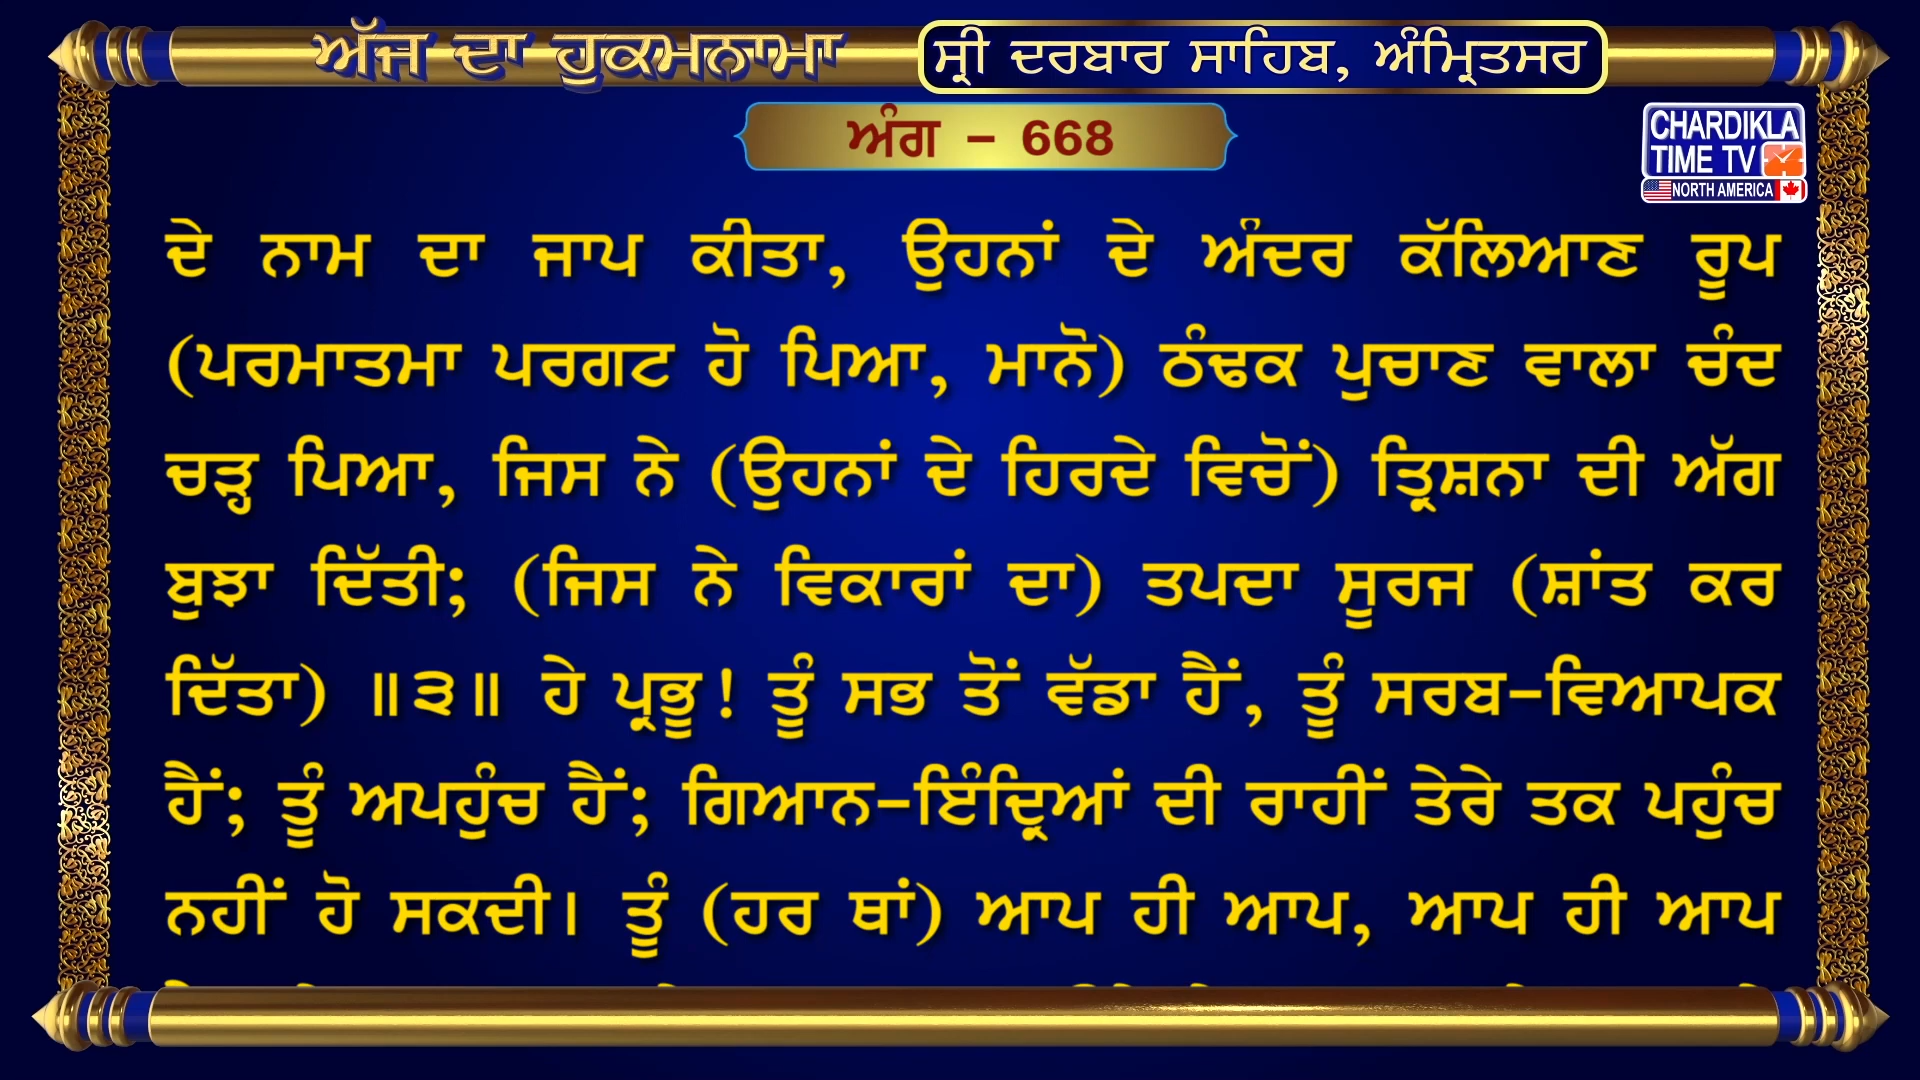 ਅੱਜ ਦਾ ਹੁਕਮਨਾਮਾ
ਸ੍ਰੀ ਦਰਬਾਰ ਸਾਹਿਬ, ਅੰਮ੍ਰਿਤਸਰ
ਅੰਗ - 668
CHARDIKLA
TIME TV
NORTH AMERICA
ਦੇ ਨਾਮ ਦਾ ਜਾਪ ਕੀਤਾ, ਉਹਨਾਂ ਦੇ ਅੰਦਰ ਕੱਲਿਆਣ ਰੂਪ
(ਪਰਮਾਤਮਾ ਪਰਗਟ ਹੋ ਪਿਆ, ਮਾਨੋ) ਠੰਢਕ ਪੁਚਾਣ ਵਾਲਾ ਚੰਦ
ਚੜ੍ਹ ਪਿਆ, ਜਿਸ ਨੇ (ਉਹਨਾਂ ਦੇ ਹਿਰਦੇ ਵਿਚੋਂ) ਤ੍ਰਿਸ਼ਨਾ ਦੀ ਅੱਗ
ਬੁਝਾ ਦਿੱਤੀ; (ਜਿਸ ਨੇ ਵਿਕਾਰਾਂ ਦਾ) ਤਪਦਾ ਸੂਰਜ (ਸ਼ਾਂਤ ਕਰ
ਦਿੱਤਾ) ॥੩॥ ਹੇ ਪ੍ਰਭੂ! ਤੂੰ ਸਭ ਤੋਂ ਵੱਡਾ ਹੈਂ, ਤੂੰ ਸਰਬ-ਵਿਆਪਕ
ਹੈਂ; ਤੂੰ ਅਪਹੁੰਚ ਹੈਂ; ਗਿਆਨ-ਇੰਦ੍ਰਿਆਂ ਦੀ ਰਾਹੀਂ ਤੇਰੇ ਤਕ ਪਹੁੰਚ
ਨਹੀਂ ਹੋ ਸਕਦੀ। ਤੂੰ (ਹਰ ਥਾਂ) ਆਪ ਹੀ ਆਪ, ਆਪ ਹੀ ਆਪ